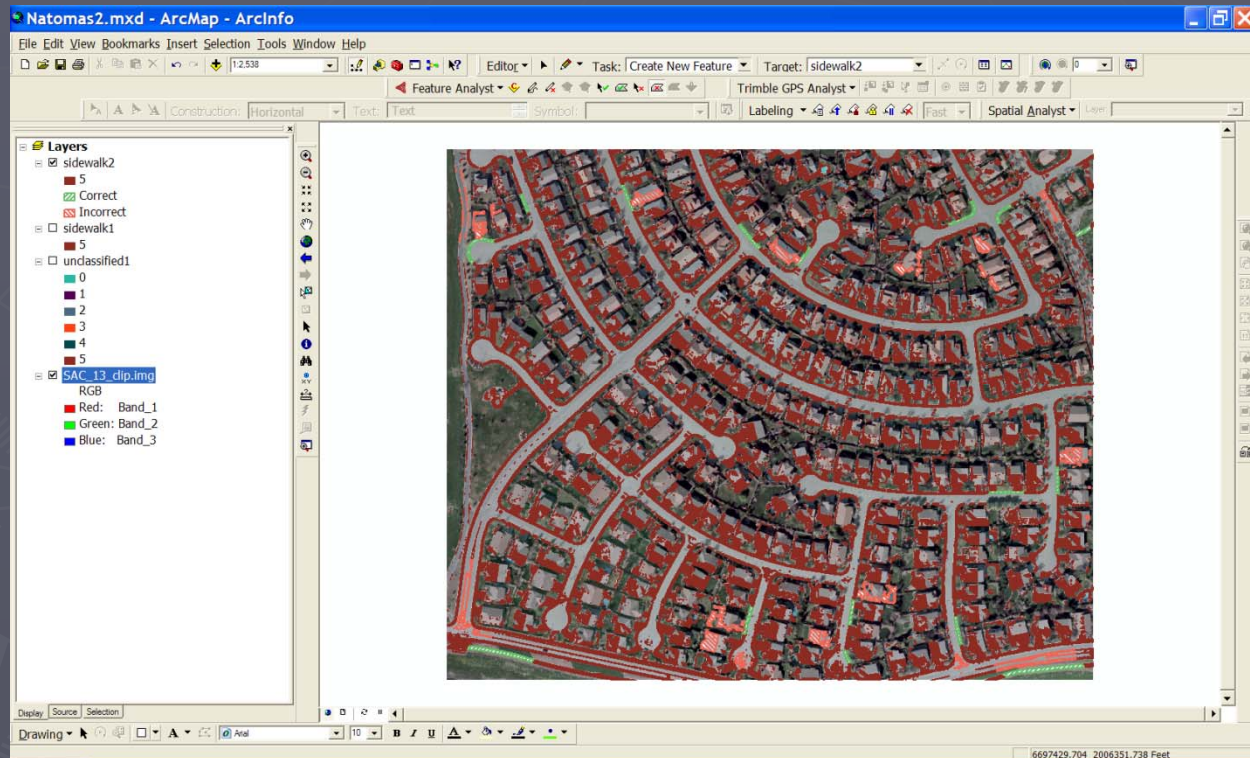 Natomas2.mxd - ArcMap - ArcInfo
File Edit View Bookmarks Insert Selection Tools Window Help
1:2,538 Editor Task: Create New Feature Target: sidewalk2 0
Feature Analyst Trimble GPS Analyst
Construction: Horizontal Text: Text Symbol: Labeling Fast Spatial Analyst Layer
Layers
sidewalk2
5
Correct
Incorrect
sidewalk1
5
unclassified1
0
1
2
3
4
5
SAC_13_clip.img
RGB
Red: Band_1
Green: Band_2
Blue: Band_3
Display Source Selection
Drawing A Arial 10 B I U A
6697429.704 2006351.738 Feet